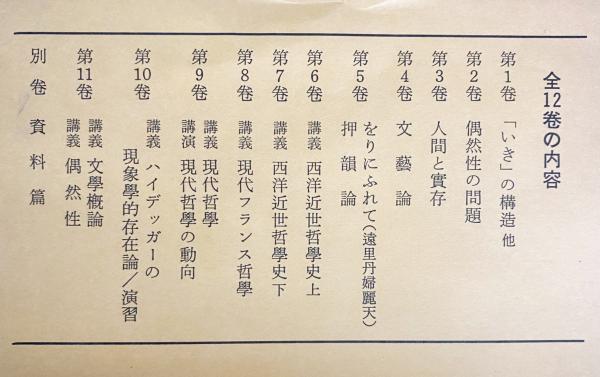 全12巻の内容
第1巻 「いき」の構造 他
第2巻 偶然性の問題
第3巻 人間と實存
第4巻 文藝論
第5巻 をりにふれて(遠里丹婦麗天)
押韻論
第6巻 講義 西洋近世哲學史上
第7巻 講義 西洋近世哲學史下
第8巻 講義 現代フランス哲學
第9巻 講義 現代哲學
講演 現代哲學の動向
第10巻 講義 ハイデッガーの
現象學的存在論/演習
第11巻 講義 文學槪論
講義 偶然性
別巻 資料篇